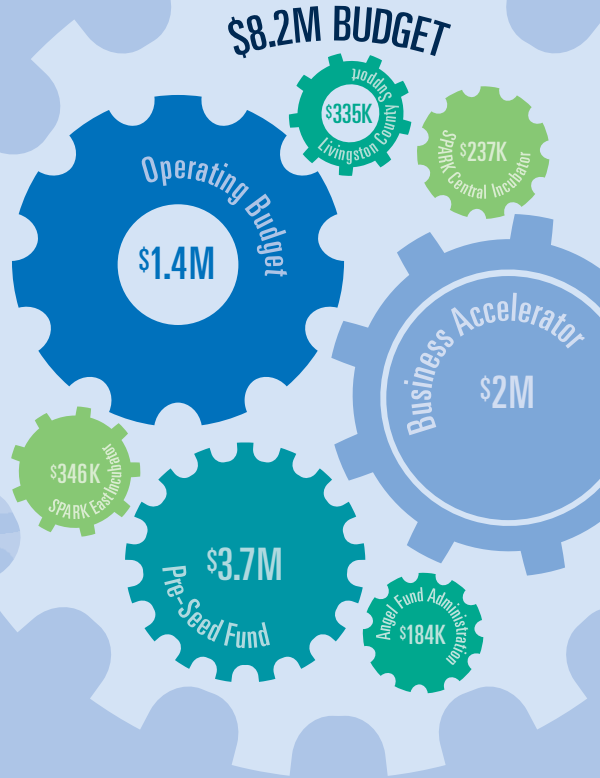 $8.2M BUDGET
$335K
Livingston County Support
$237K
SPARK Central Incubator
Operating Budget
$1.4M
Business Accelerator
$2M
$346K
SPARK East Incubator
$3.7M
Pre-Seed Fund
Angel Fund Administration
$184K